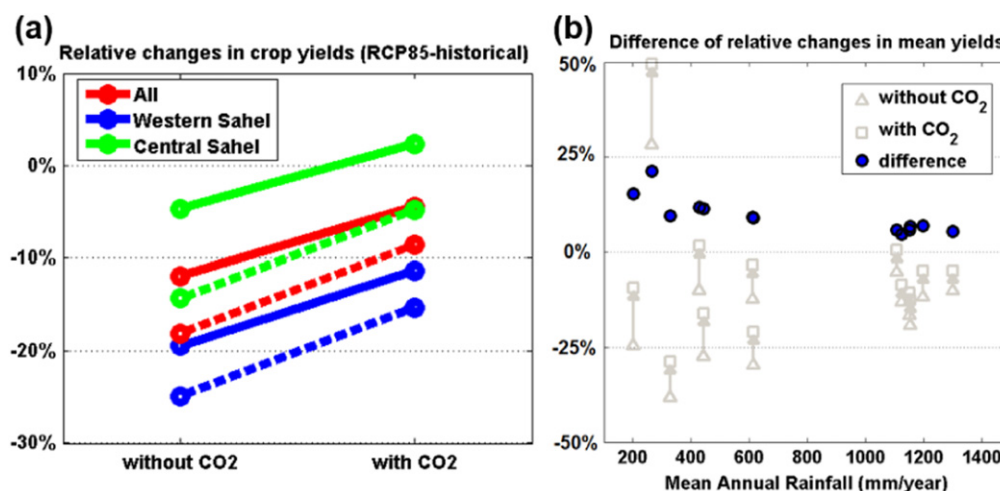 (a)
Relative changes in crop yields (RCP85-historical)
10%
0%
-10%
-20%
-30%
All
Western Sahel
Central Sahel
without CO2
with CO2
(b)
Difference of relative changes in mean yields
50%
25%
0%
-25%
-50%
without CO2
with CO2
difference
200 400 600 800 1000 1200 1400
Mean Annual Rainfall (mm/year)